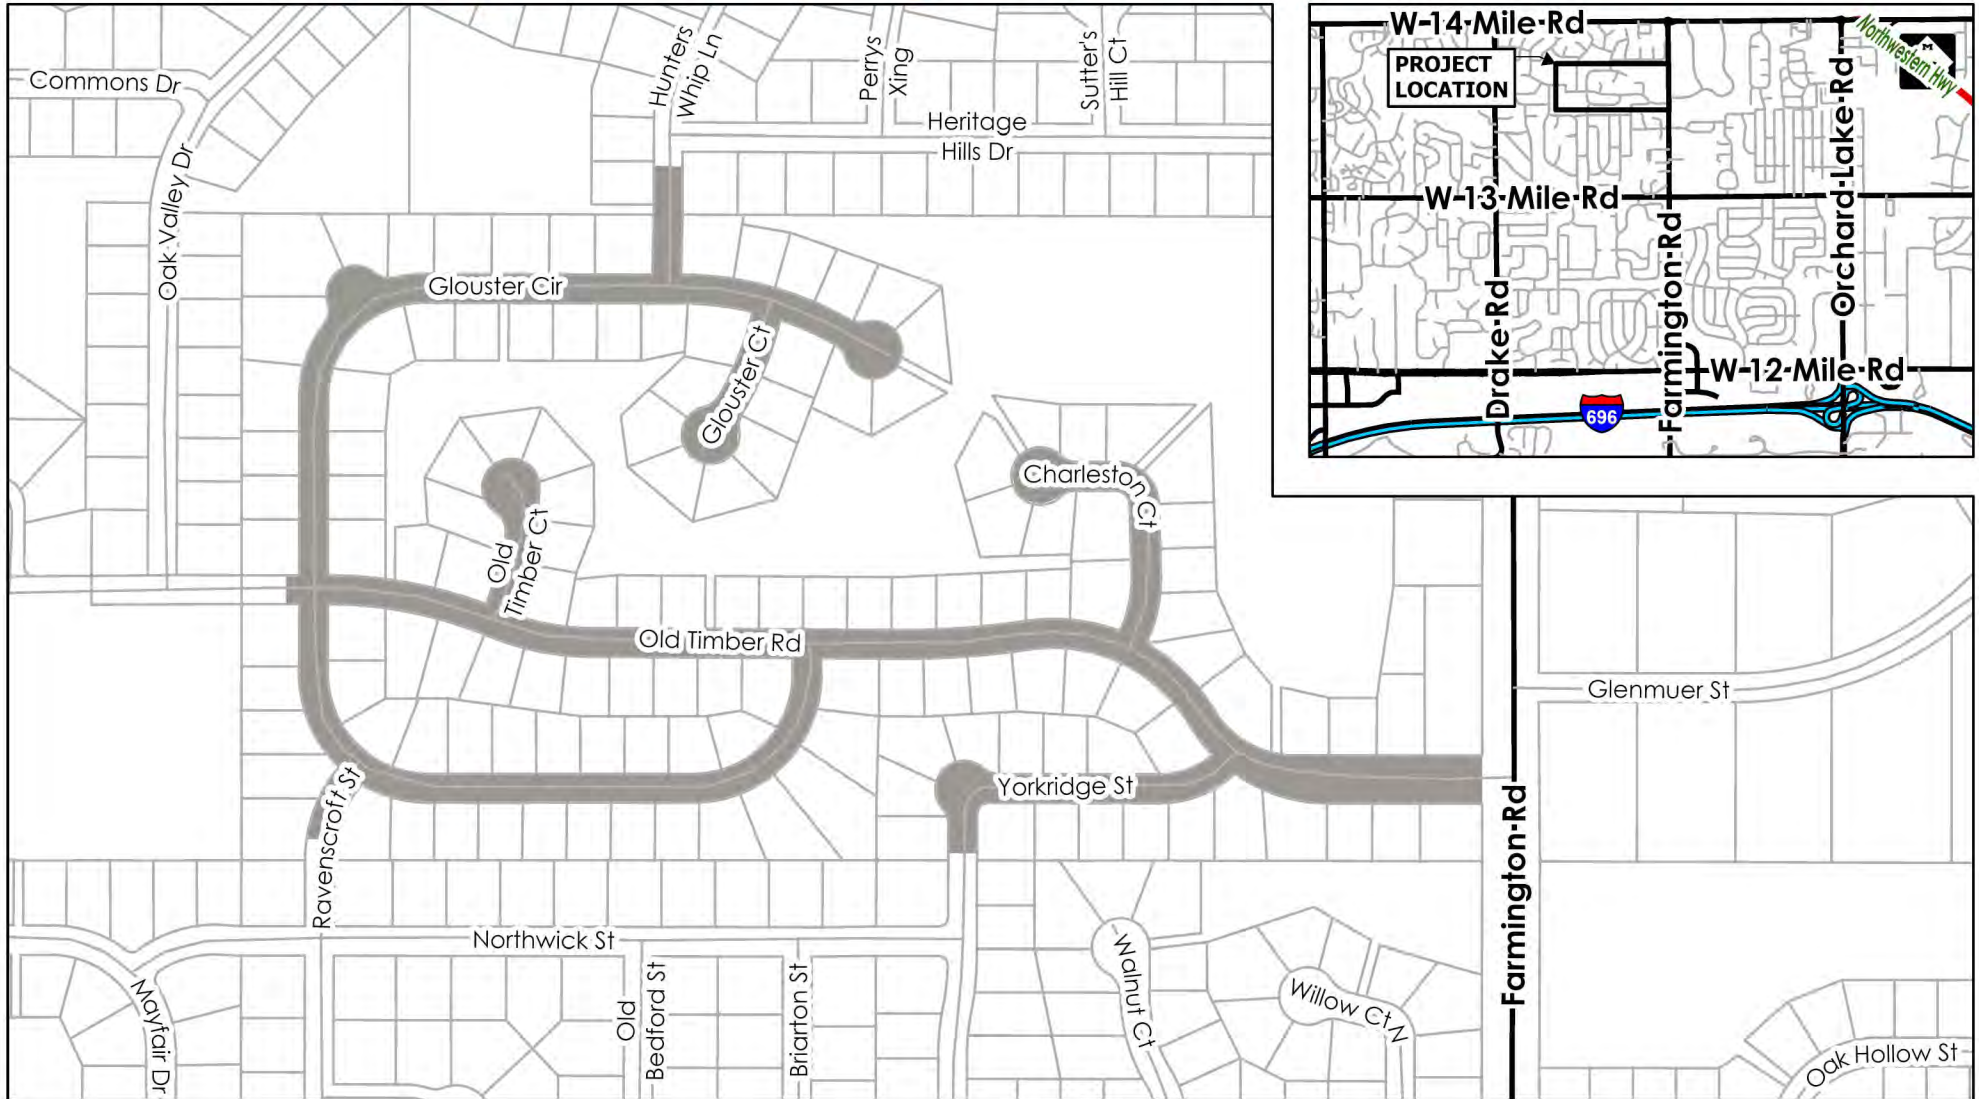 Commons Dr
Hunters
Whip Ln
Perrys
Xing
Sutter's
Hill Ct
Heritage
Hills Dr
Oak Valley Dr
Glouster Cir
Glouster Ct
Old
Timber Ct
Charleston Ct
Old Timber Rd
Yorkridge St
Ravenscroft St
Northwick St
Mayfair Dr
Old
Bedford St
Briarton St
Walnut Ct
Willow Ct N
Farmington Rd
Glenmuer St
Oak Hollow St
W 14 Mile Rd
PROJECT
LOCATION
Northwestern Hwy
M
W 13 Mile Rd
Orchard Lake Rd
Drake Rd
Farmington Rd
W 12 Mile Rd
696